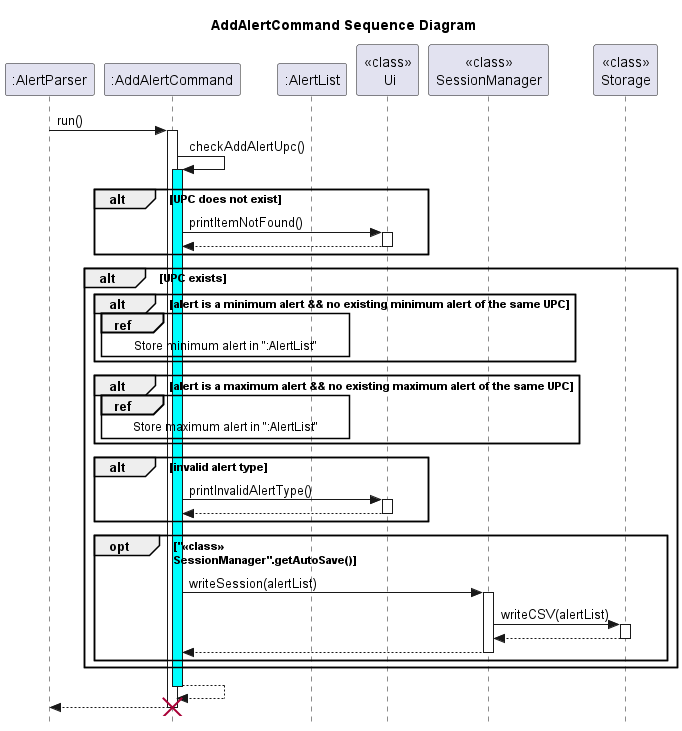 AddAlertCommand Sequence Diagram
:AlertParser
:AddAlertCommand
:AlertList
«class»
Ui
«class»
SessionManager
«class»
Storage
run()
checkAddAlertUpc()
alt
[UPC does not exist]
printItemNotFound()
alt
[UPC exists]
alt
[alert is a minimum alert && no existing minimum alert of the same UPC]
ref
Store minimum alert in ":AlertList"
alt
[alert is a maximum alert && no existing maximum alert of the same UPC]
ref
Store maximum alert in ":AlertList"
alt
[invalid alert type]
printInvalidAlertType()
opt
["«class»
SessionManager".getAutoSave()]
writeSession(alertList)
writeCSV(alertList)